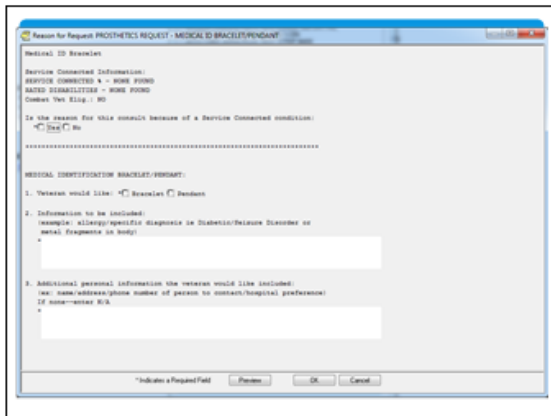 Reason for Request: PROSTHETICS REQUEST - MEDICAL ID BRACELET/PENDANT
Medical ID Bracelet
Service Connected Information:
SERVICE CONNECTED % - NONE FOUND
RATED DISABILITIES - NONE FOUND
Combat Vet Elig.: NO
Is the reason for this consult because of a Service Connected condition:
* Yes No
MEDICAL IDENTIFICATION BRACELET/PENDANT:
1. Veteran would like: * Bracelet Pendant
2. Information to be included:
(example: allergy/specific diagnosis is Diabetic/Seizure Disorder or
metal fragments in body)
*
3. Additional personal information the veteran would like included:
(ex: name/address/phone number of person to contact/hospital preference)
If none--enter N/A
*
* Indicates a Required Field Preview OK Cancel